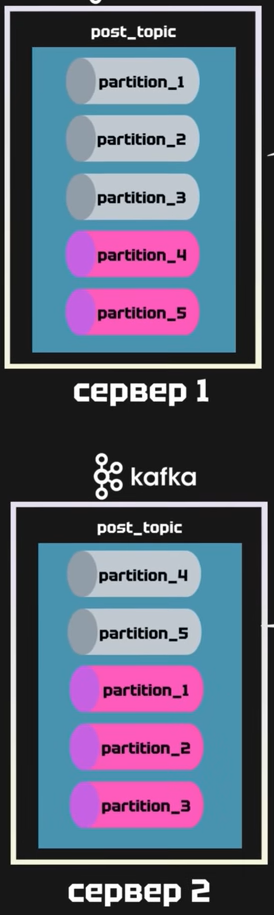 post_topic
partition_1
partition_2
partition_3
partition_4
partition_5
сервер 1
kafka
post_topic
partition_4
partition_5
partition_1
partition_2
partition_3
сервер 2